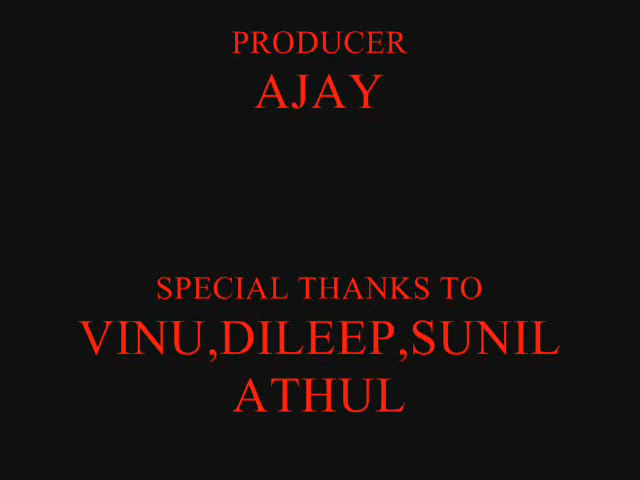 PRODUCER
AJAY
SPECIAL THANKS TO
VINU,DILEEP,SUNIL
ATHUL